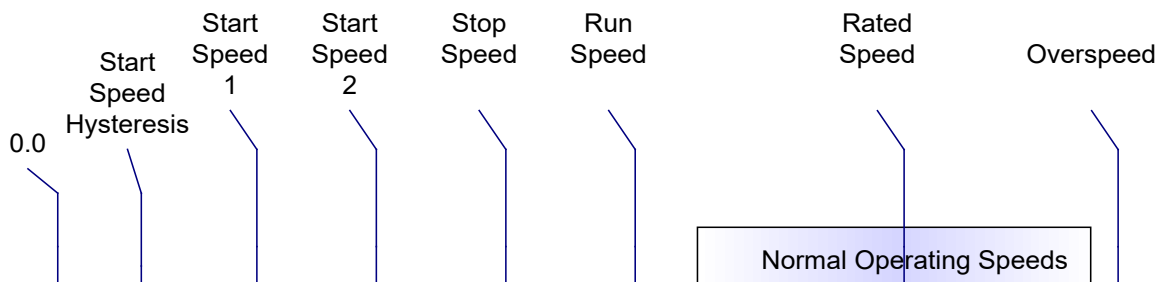 0.0
Start
Speed
Hysteresis
Start
Speed
1
Start
Speed
2
Stop
Speed
Run
Speed
Rated
Speed
Overspeed
Normal Operating Speeds